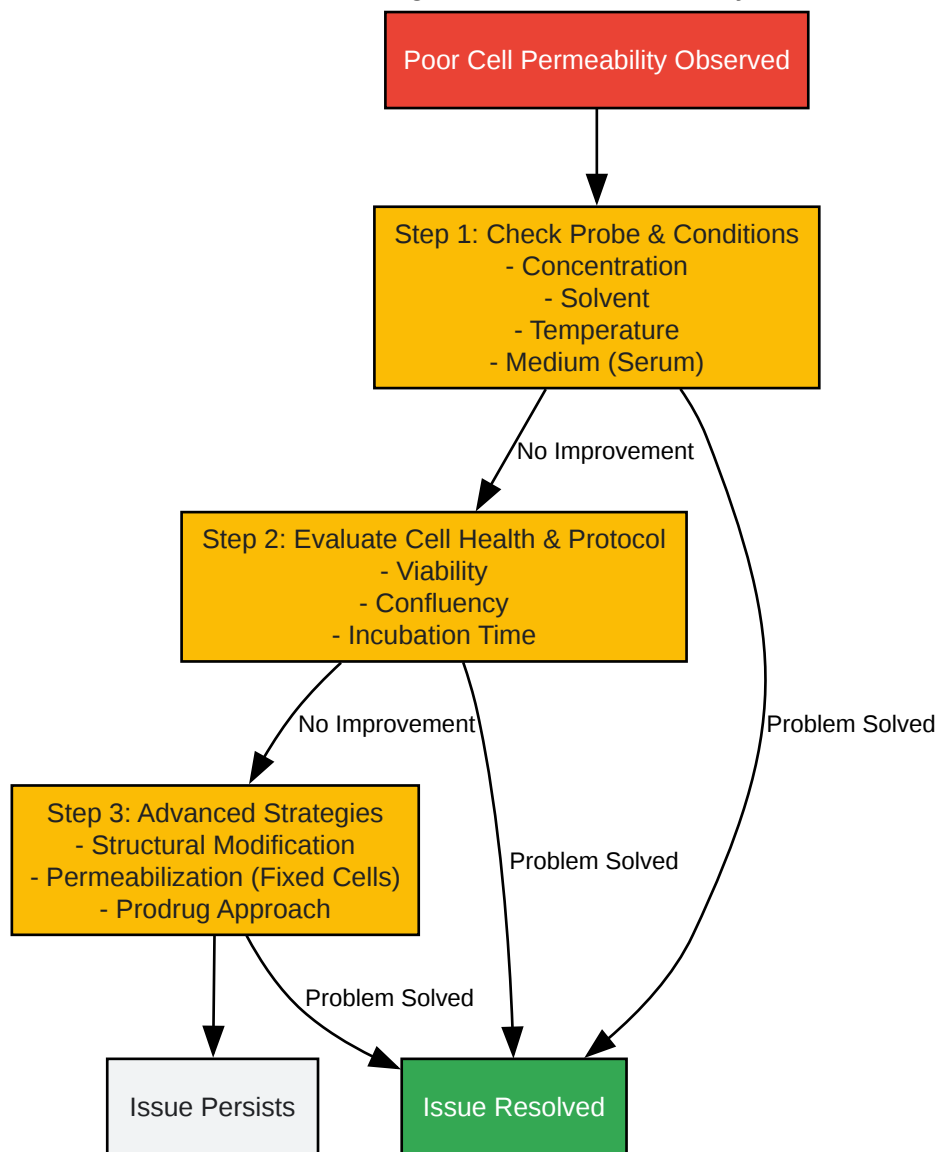 Poor Cell Permeability Observed
Step 1: Check Probe & Conditions
- Concentration
- Solvent
- Temperature
- Medium (Serum)
No Improvement
Step 2: Evaluate Cell Health & Protocol
- Viability
- Confluency
- Incubation Time
No Improvement
Problem Solved
Step 3: Advanced Strategies
- Structural Modification
- Permeabilization (Fixed Cells)
- Prodrug Approach
Problem Solved
Problem Solved
Issue Persists
Issue Resolved